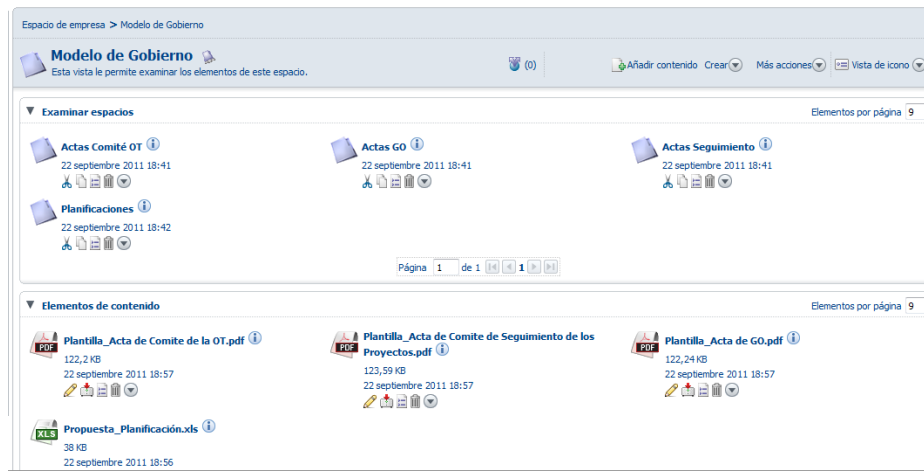 Espacio de empresa > Modelo de Gobierno
Modelo de Gobierno
Esta vista le permite examinar los elementos de este espacio.
(0)
Añadir contenido Crear Más acciones Vista de icono
Examinar espacios Elementos por página 9
Actas Comité OT Actas GO Actas Seguimiento
22 septiembre 2011 18:41 22 septiembre 2011 18:41 22 septiembre 2011 18:41
Planificaciones
22 septiembre 2011 18:42
Página 1 de 1 1
Elementos de contenido Elementos por página 9
Plantilla_Acta de Comite de la OT.pdf
122,2 KB
22 septiembre 2011 18:57
Plantilla_Acta de Comite de Seguimiento de los
Proyectos.pdf
123,59 KB
22 septiembre 2011 18:57
Plantilla_Acta de GO.pdf
122,24 KB
22 septiembre 2011 18:57
PDF PDF PDF
XLS
Propuesta_Planificación.xls
38 KB
22 septiembre 2011 18:56